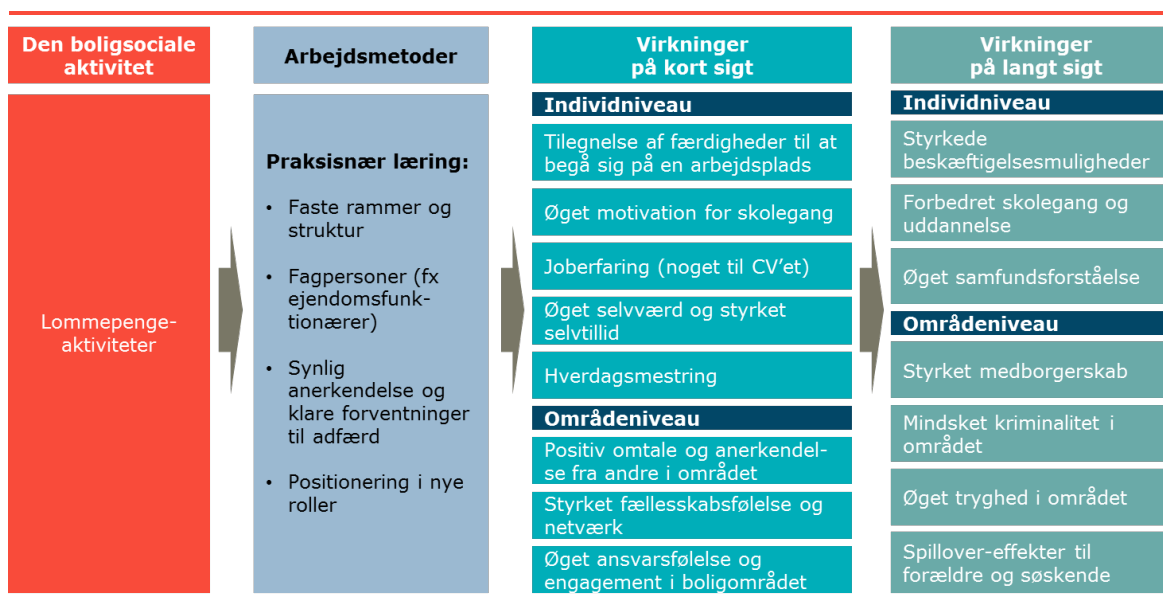 Den boligsociale
aktivitet
Lommepenge-
aktiviteter
Arbejdsmetoder
Praksisnær læring:
• Faste rammer og
struktur
• Fagpersoner (fx
ejendomsfunk-
tionærer)
• Synlig
anerkendelse og
klare forventninger
til adfærd
• Positionering i nye
roller
Virkninger
på kort sigt
Individniveau
Tilegnelse af færdigheder til at
begå sig på en arbejdsplads
Øget motivation for skolegang
Joberfaring (noget til CV’et)
Øget selvværd og styrket
selvtillid
Hverdagsmestring
Områdeniveau
Positiv omtale og anerkendel-
se fra andre i området
Styrket fællesskabsfølelse og
netværk
Øget ansvarsfølelse og
engagement i boligområdet
Virkninger
på langt sigt
Individniveau
Styrkede
beskæftigelsesmuligheder
Forbedret skolegang og
uddannelse
Øget samfundsforståelse
Områdeniveau
Styrket medborgerskab
Mindsket kriminalitet i
området
Øget tryghed i området
Spillover-effekter til
forældre og søskende